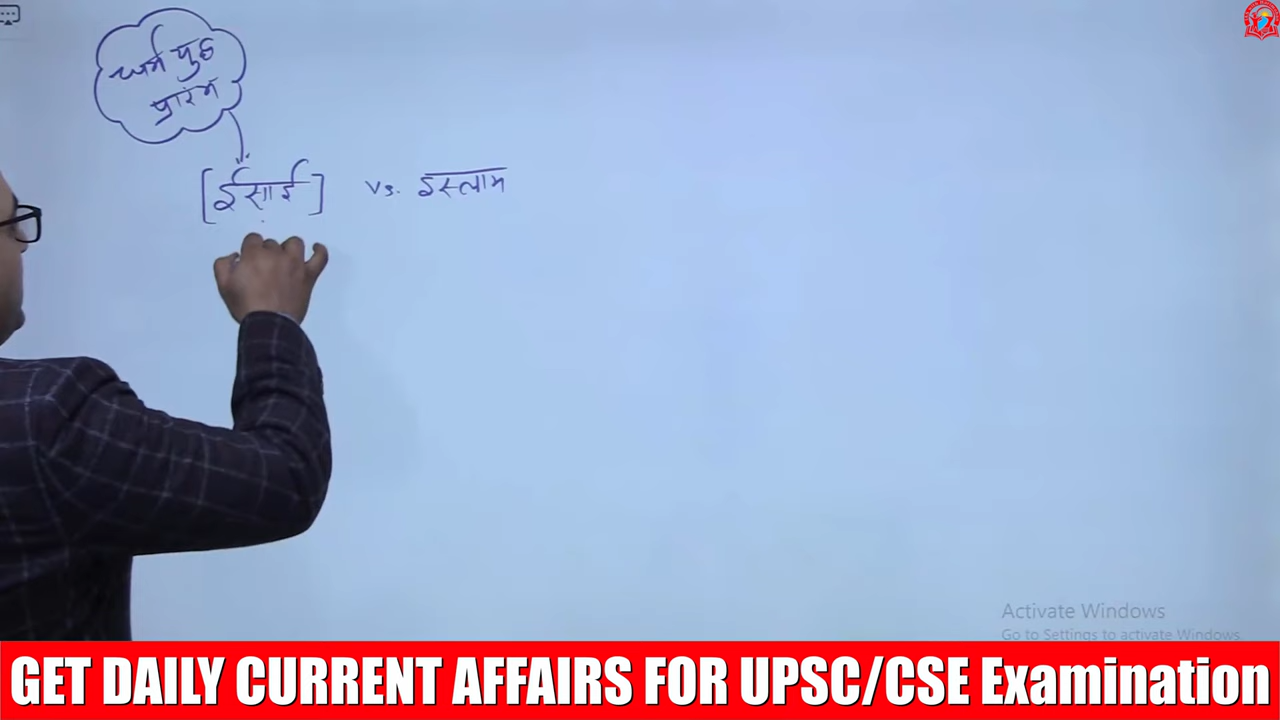 धर्म युद्ध
प्रारंभ
[ईसाई] vs. इस्लाम
Activate Windows
Go to Settings to activate Windows.
GET DAILY CURRENT AFFAIRS FOR UPSC/CSE Examination